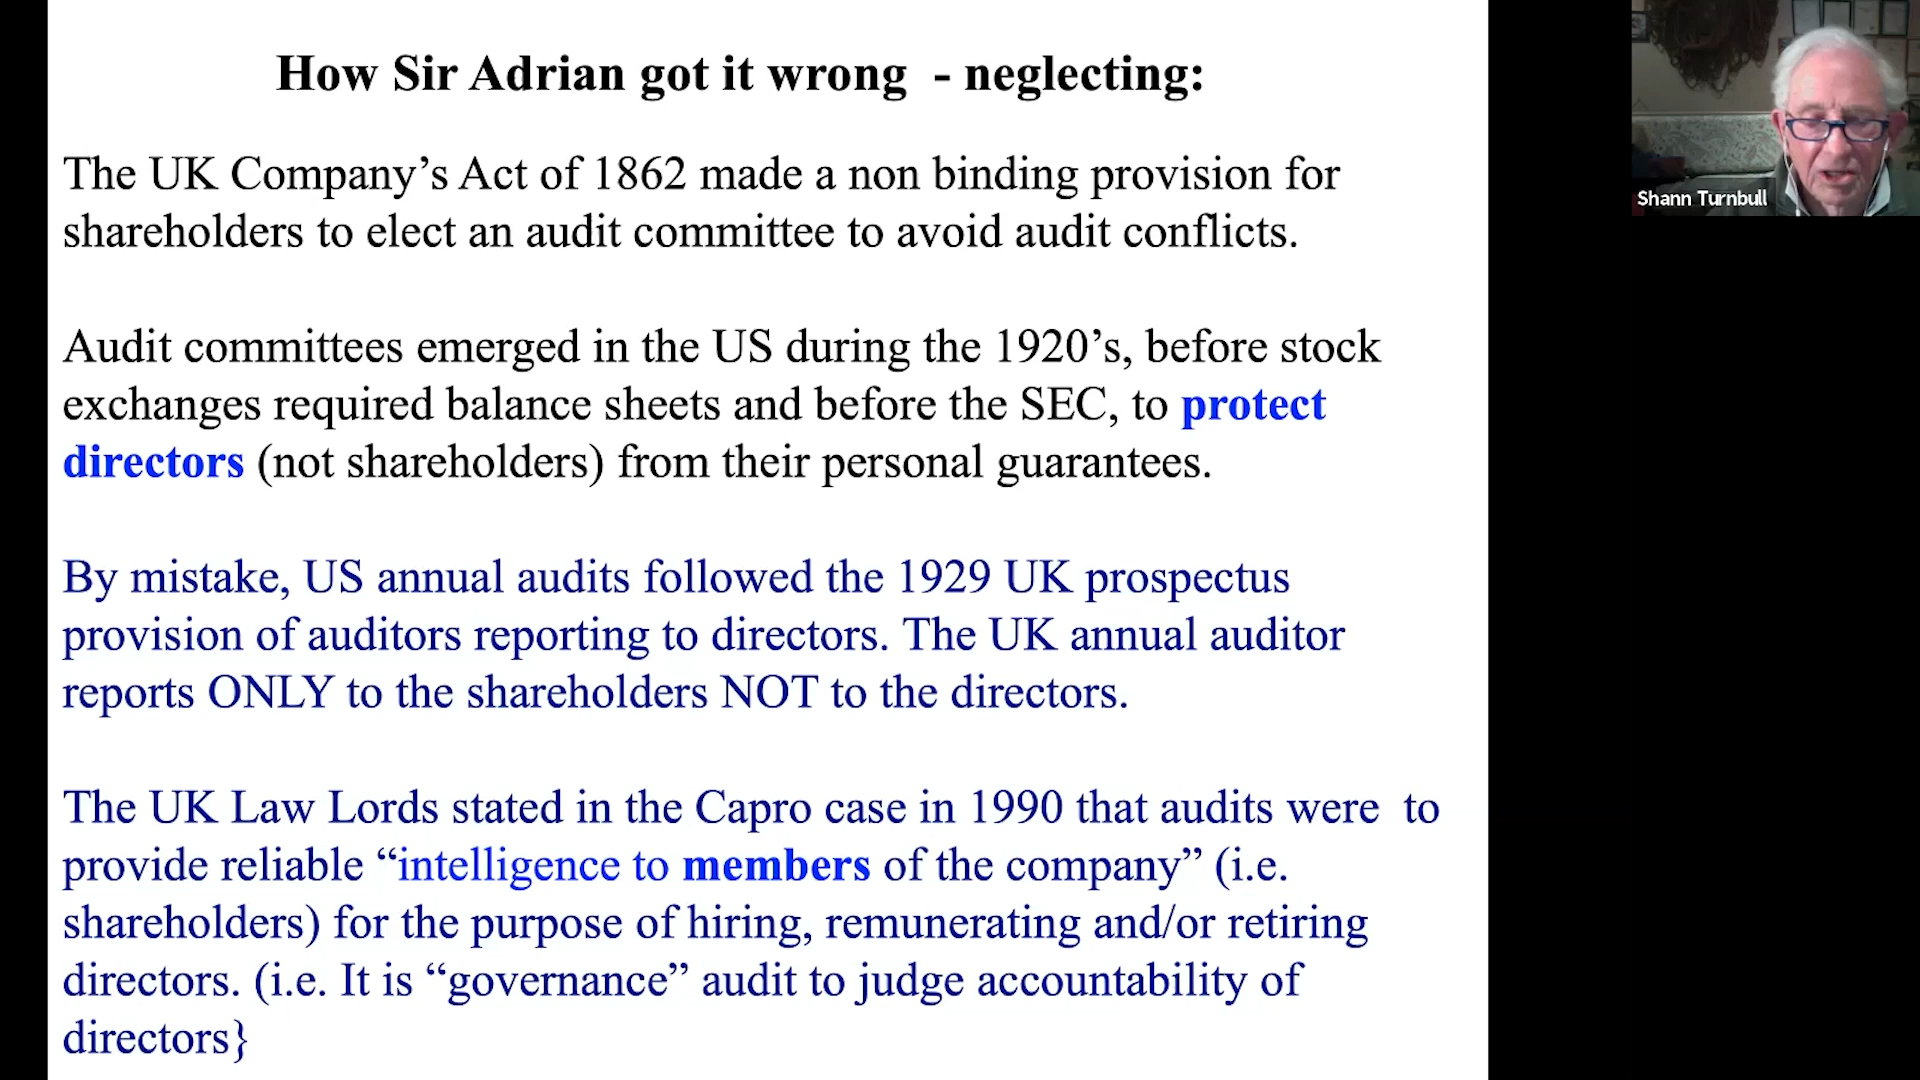 How Sir Adrian got it wrong  - neglecting:
The UK Company’s Act of 1862 made a non binding provision for
shareholders to elect an audit committee to avoid audit conflicts.
Audit committees emerged in the US during the 1920’s, before stock
exchanges required balance sheets and before the SEC, to protect
directors (not shareholders) from their personal guarantees.
By mistake, US annual audits followed the 1929 UK prospectus
provision of auditors reporting to directors. The UK annual auditor
reports ONLY to the shareholders NOT to the directors.
The UK Law Lords stated in the Capro case in 1990 that audits were  to
provide reliable “intelligence to members of the company” (i.e.
shareholders) for the purpose of hiring, remunerating and/or retiring
directors. (i.e. It is “governance” audit to judge accountability of
directors}
Shann Turnbull